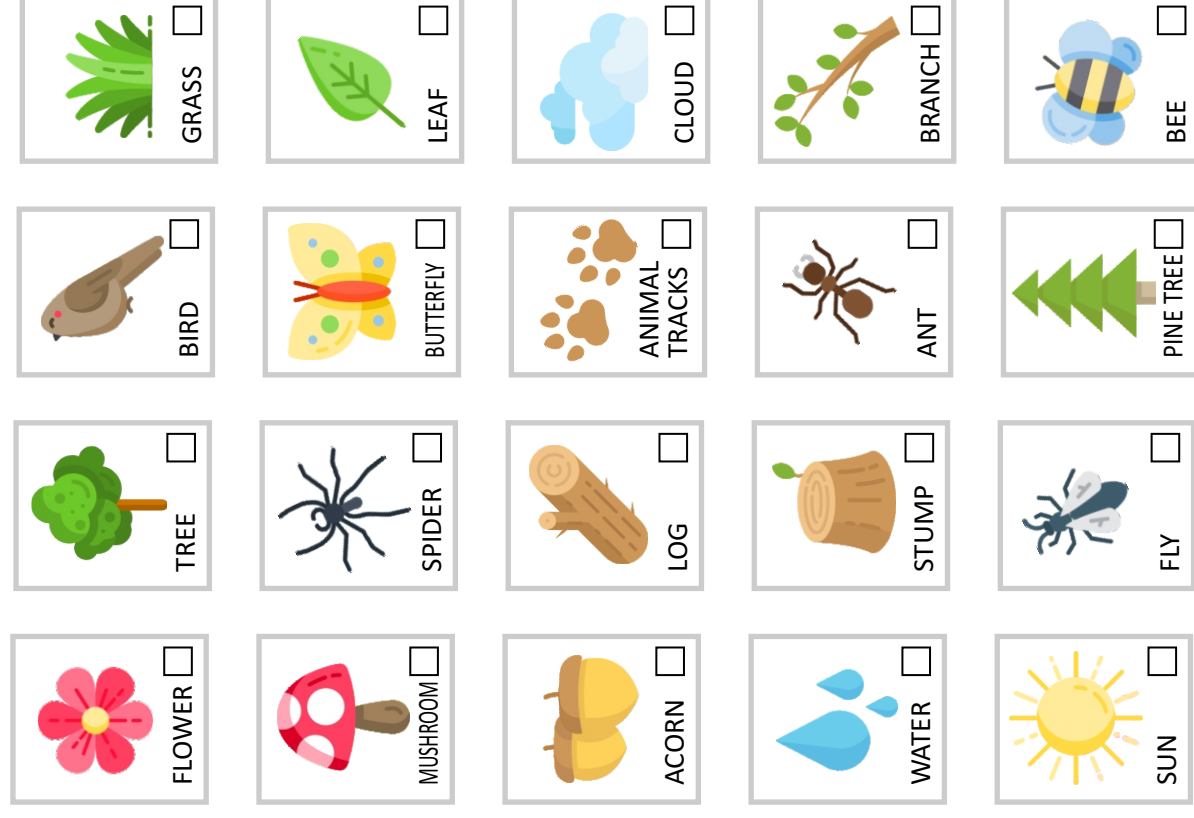 FLOWER
TREE
BIRD
GRASS
MUSHROOM
SPIDER
BUTTERFLY
LEAF
ACORN
LOG
ANIMAL
TRACKS
CLOUD
WATER
STUMP
ANT
BRANCH
SUN
FLY
PINE TREE
BEE